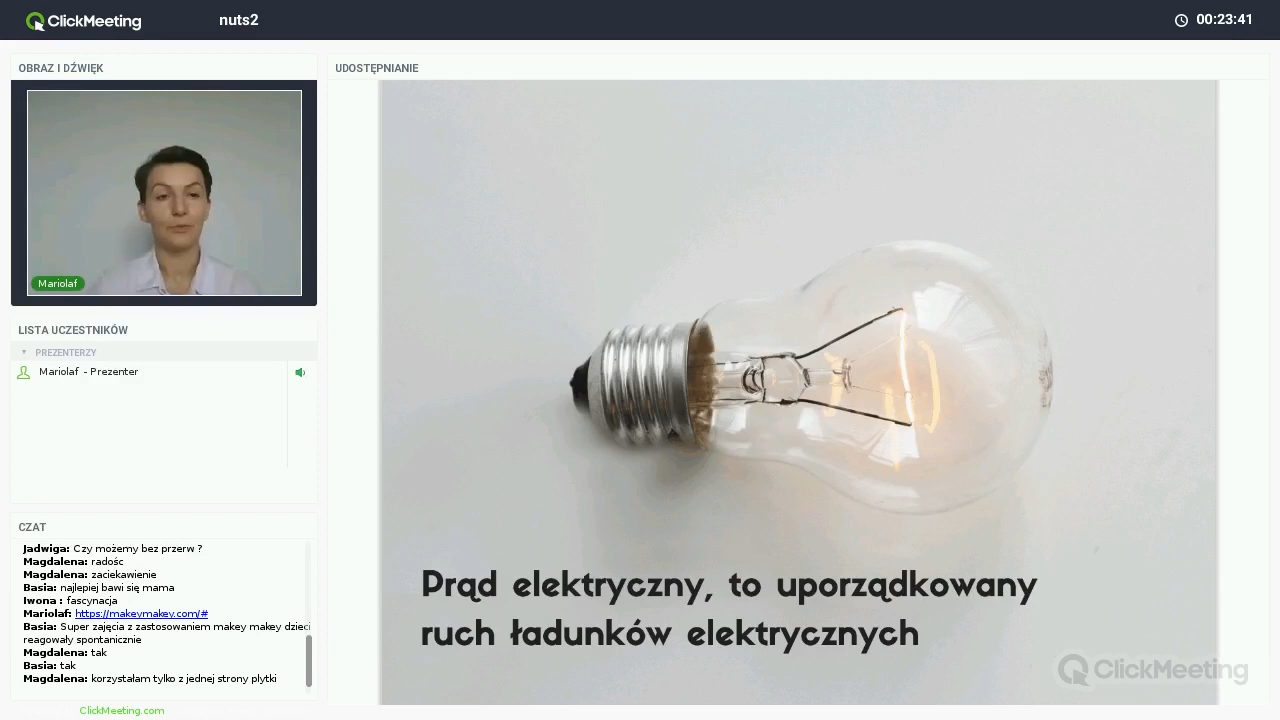 ClickMeeting
nuts2
00:23:41
OBRAZ I DŹWIĘK
Mariolaf
LISTA UCZESTNIKÓW
PREZENTERZY
Mariolaf - Prezenter
CZAT
Jadwiga: Czy możemy bez przerw ?
Magdalena: radośc
Magdalena: zaciekawienie
Basia: najlepiej bawi się mama
Iwona : fascynacja
Mariolaf: https://makeymakey.com/#
Basia: Super zajęcia z zastosowaniem makey makey dzieci
reagowały spontanicznie
Magdalena: tak
Basia: tak
Magdalena: korzystałam tylko z jednej strony plytki
ClickMeeting.com
UDOSTĘPNIANIE
Prąd elektryczny, to uporządkowany
ruch ładunków elektrycznych
ClickMeeting